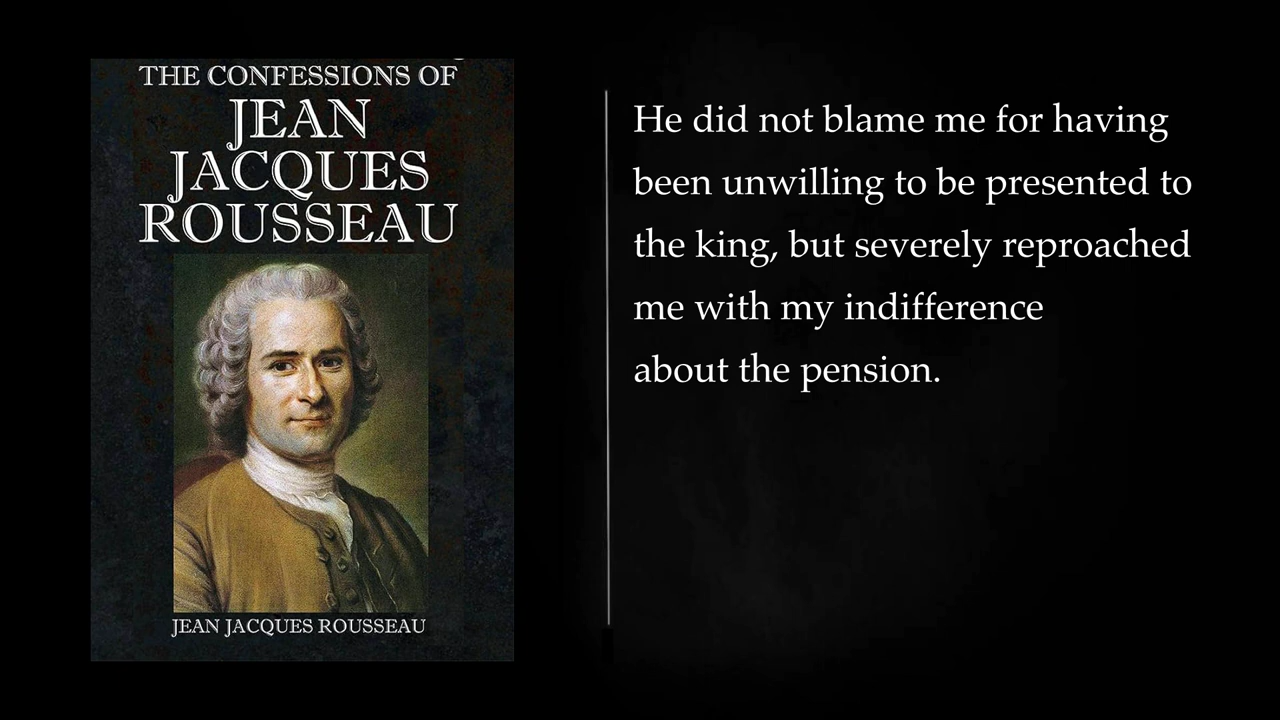 THE CONFESSIONS OF
JEAN
JACQUES
ROUSSEAU
JEAN JACQUES ROUSSEAU
He did not blame me for having
been unwilling to be presented to
the king, but severely reproached
me with my indifference
about the pension.